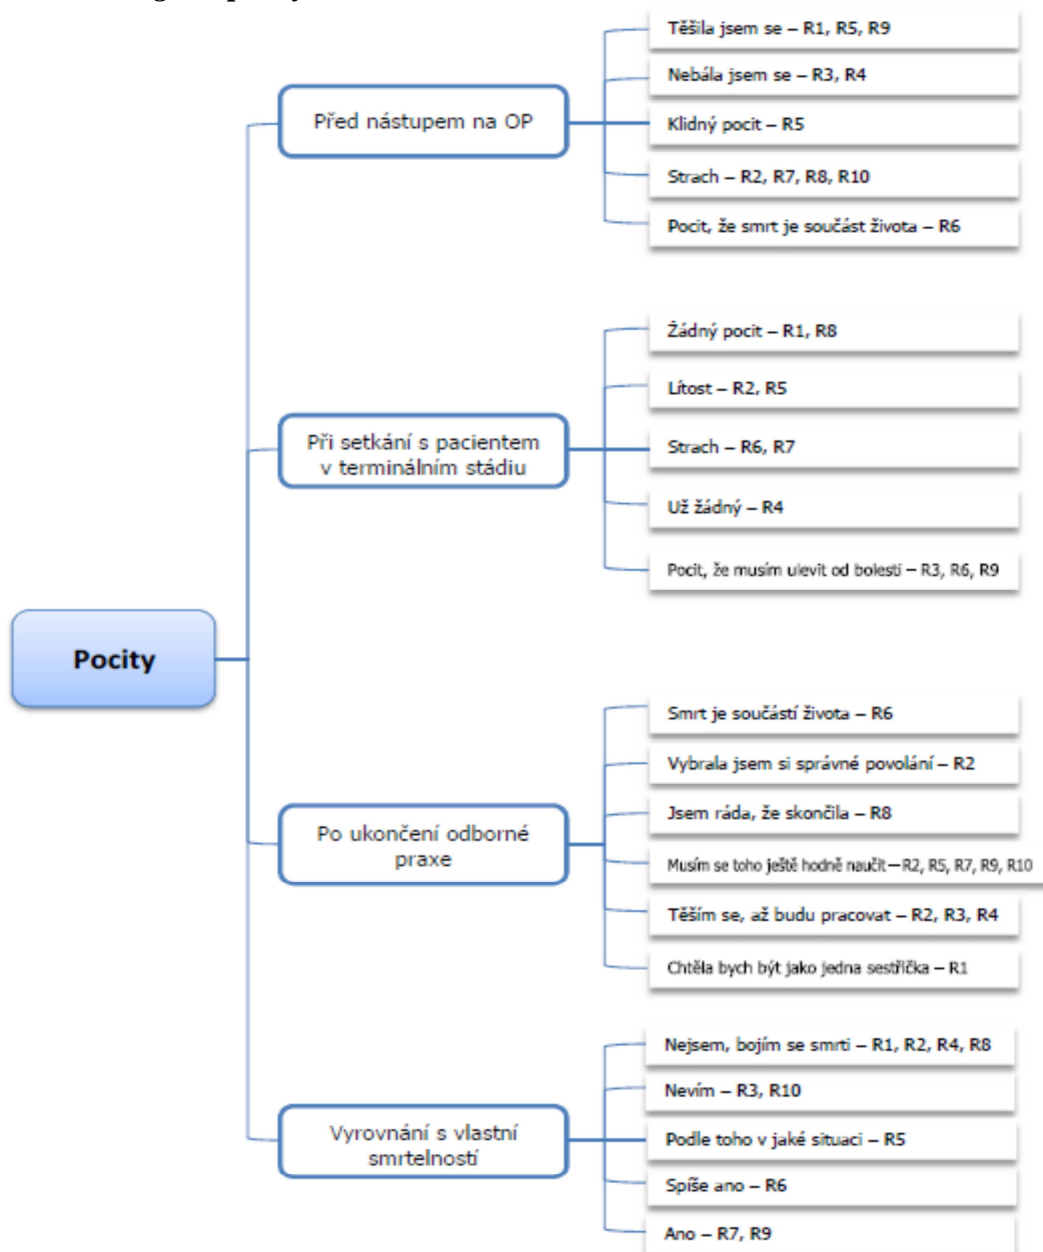 Těšila jsem se – R1, R5, R9
Nebála jsem se – R3, R4
Před nástupem na OP
Klidný pocit – R5
Strach – R2, R7, R8, R10
Pocit, že smrt je součást života – R6
Žádný pocit – R1, R8
Lítost – R2, R5
Při setkání s pacientem
v terminálním stádiu
Strach – R6, R7
Už žádný – R4
Pocit, že musím ulevit od bolesti – R3, R6, R9
Pocity
Smrt je součástí života – R6
Vybrala jsem si správné povolání – R2
Jsem ráda, že skončila – R8
Po ukončení odborné
praxe
Musím se toho ještě hodně naučit – R2, R5, R7, R9, R10
Těším se, až budu pracovat – R2, R3, R4
Chtěla bych být jako jedna sestřička – R1
Nejsem, bojím se smrti – R1, R2, R4, R8
Nevím – R3, R10
Vyrovnání s vlastní
smrtelností
Podle toho v jaké situaci – R5
Spíše ano – R6
Ano – R7, R9